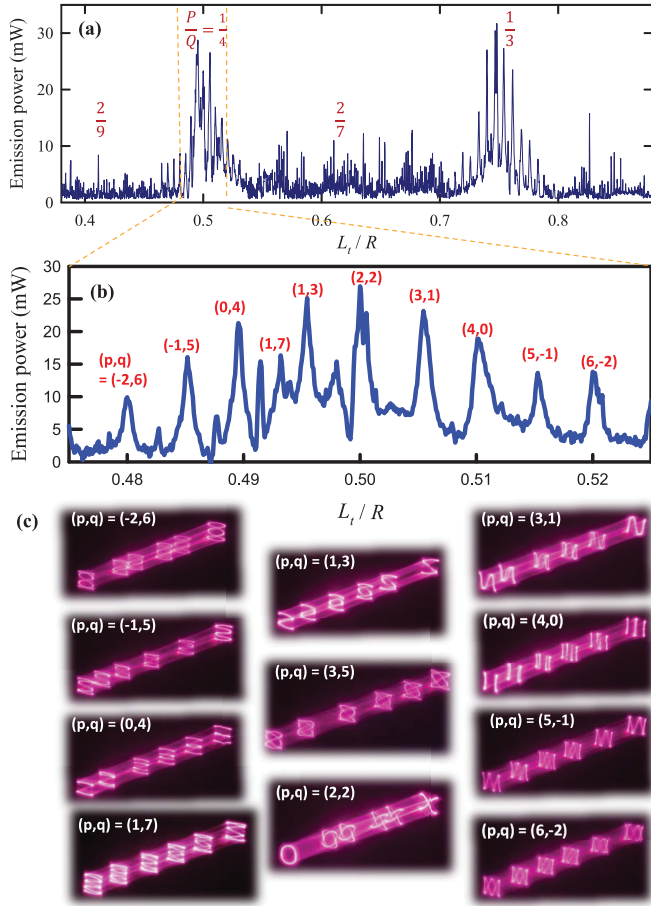 (a)
P/Q = 1/4
1/3
2/9
2/7
Emission power (mW)
30
20
10
0
0.4 0.5 0.6 0.7 0.8
L_t / R
(b)
(p,q)
= (-2,6)
(-1,5)
(0,4)
(1,7)
(1,3)
(2,2)
(3,1)
(4,0)
(5,-1)
(6,-2)
Emission power (mW)
30
25
20
15
10
5
0
0.48 0.49 0.50 0.51 0.52
L_t / R
(c)
(p,q) = (-2,6)
(p,q) = (-1,5)
(p,q) = (0,4)
(p,q) = (1,7)
(p,q) = (1,3)
(p,q) = (3,5)
(p,q) = (2,2)
(p,q) = (3,1)
(p,q) = (4,0)
(p,q) = (5,-1)
(p,q) = (6,-2)